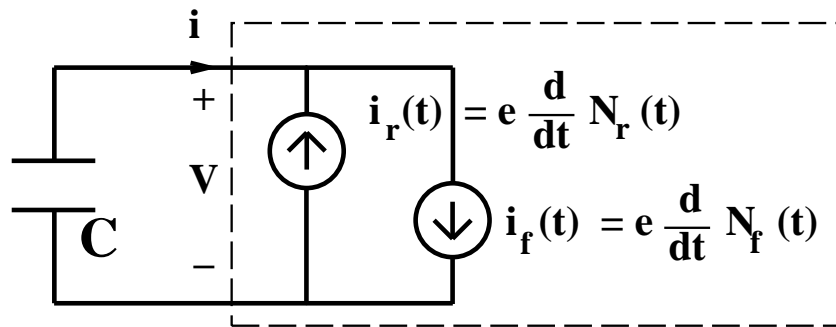 i
+
V
−
C
i_r(t) = e d/dt N_r(t)
i_f(t) = e d/dt N_f(t)